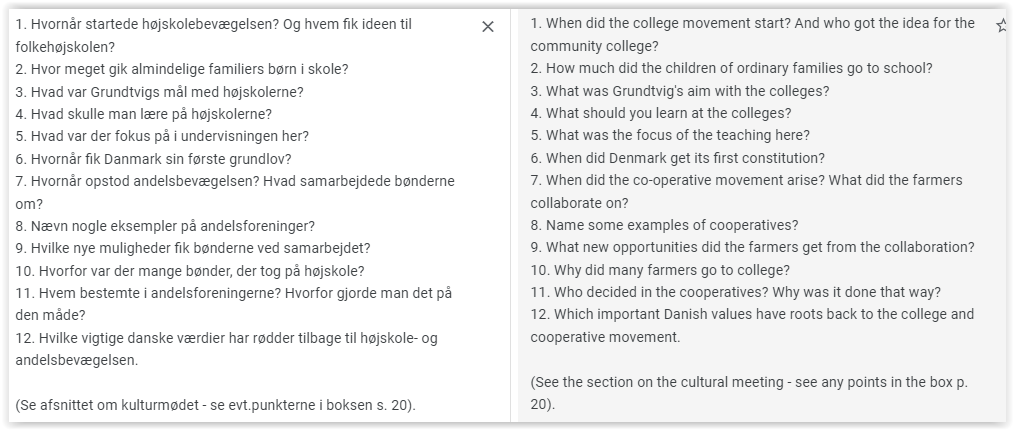 1. Hvornår startede højskolebevægelsen? Og hvem fik ideen til
folkehøjskolen?
2. Hvor meget gik almindelige familiers børn i skole?
3. Hvad var Grundtvigs mål med højskolerne?
4. Hvad skulle man lære på højskolerne?
5. Hvad var der fokus på i undervisningen her?
6. Hvornår fik Danmark sin første grundlov?
7. Hvornår opstod andelsbevægelsen? Hvad samarbejdede bønderne
om?
8. Nævn nogle eksempler på andelsforeninger?
9. Hvilke nye muligheder fik bønderne ved samarbejdet?
10. Hvorfor var der mange bønder, der tog på højskole?
11. Hvem bestemte i andelsforeningerne? Hvorfor gjorde man det på
den måde?
12. Hvilke vigtige danske værdier har rødder tilbage til højskole- og
andelsbevægelsen.
(Se afsnittet om kulturmødet - se evt.punkterne i boksen s. 20).
1. When did the college movement start? And who got the idea for the
community college?
2. How much did the children of ordinary families go to school?
3. What was Grundtvig's aim with the colleges?
4. What should you learn at the colleges?
5. What was the focus of the teaching here?
6. When did Denmark get its first constitution?
7. When did the co-operative movement arise? What did the farmers
collaborate on?
8. Name some examples of cooperatives?
9. What new opportunities did the farmers get from the collaboration?
10. Why did many farmers go to college?
11. Who decided in the cooperatives? Why was it done that way?
12. Which important Danish values have roots back to the college and
cooperative movement.
(See the section on the cultural meeting - see any points in the box p.
20).